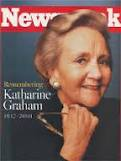 Newsweek
Remembering
Katharine
Graham
1917-2001